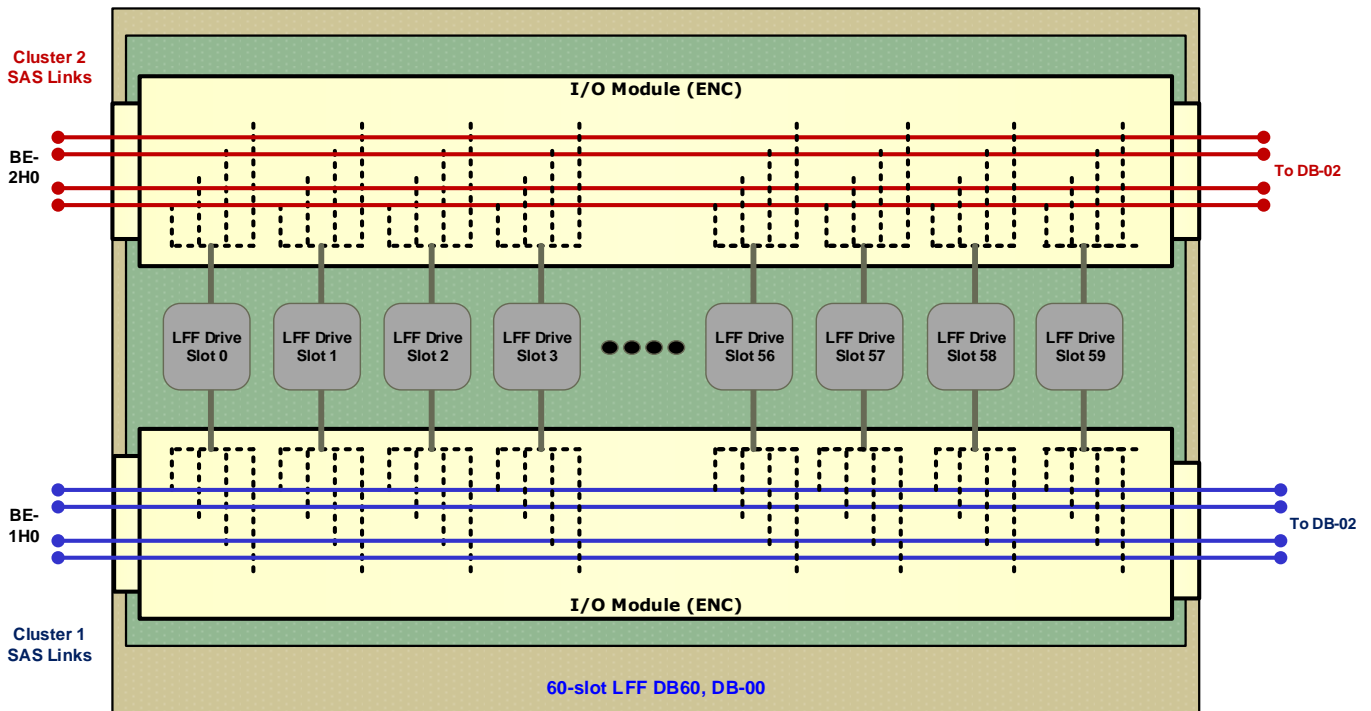 Cluster 2
SAS Links
I/O Module (ENC)
BE-
2H0
To DB-02
LFF Drive
Slot 0
LFF Drive
Slot 1
LFF Drive
Slot 2
LFF Drive
Slot 3
LFF Drive
Slot 56
LFF Drive
Slot 57
LFF Drive
Slot 58
LFF Drive
Slot 59
BE-
1H0
To DB-02
I/O Module (ENC)
Cluster 1
SAS Links
60-slot LFF DB60, DB-00